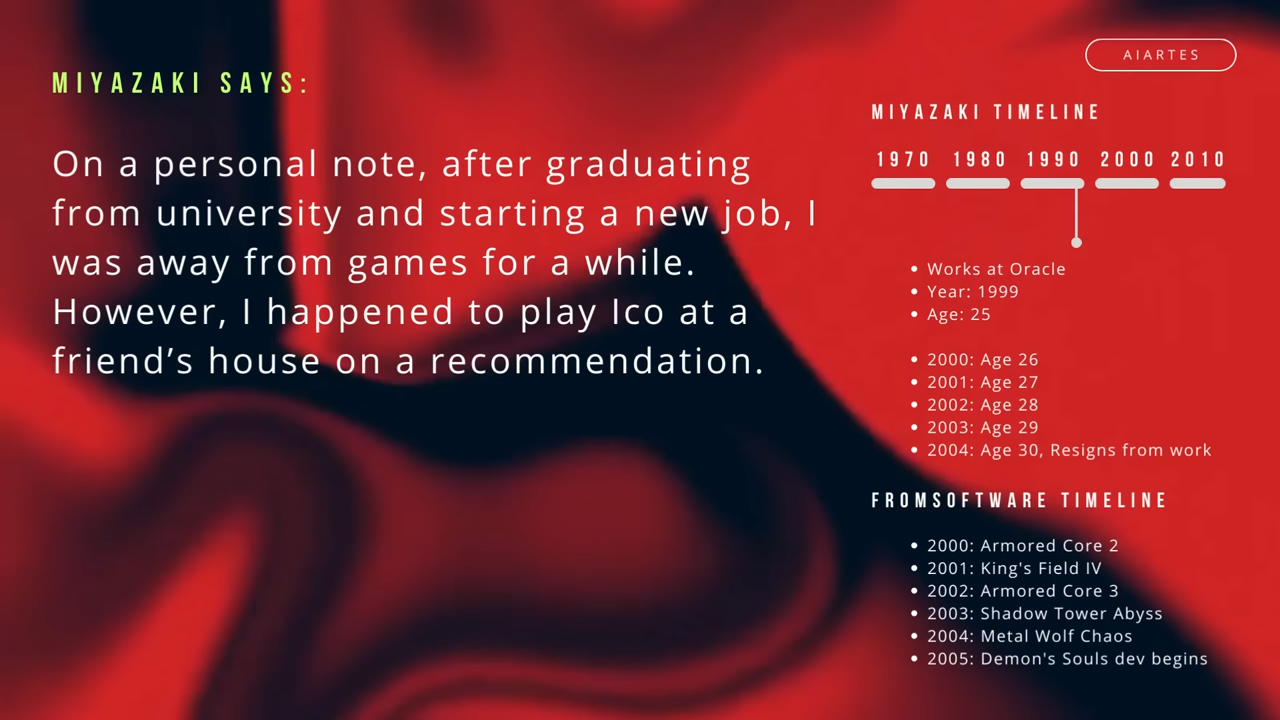 MIYAZAKI SAYS:
On a personal note, after graduating
from university and starting a new job, I
was away from games for a while.
However, I happened to play Ico at a
friend’s house on a recommendation.
AIARTES
MIYAZAKI TIMELINE
1970 1980 1990 2000 2010
• Works at Oracle
• Year: 1999
• Age: 25
• 2000: Age 26
• 2001: Age 27
• 2002: Age 28
• 2003: Age 29
• 2004: Age 30, Resigns from work
FROMSOFTWARE TIMELINE
• 2000: Armored Core 2
• 2001: King's Field IV
• 2002: Armored Core 3
• 2003: Shadow Tower Abyss
• 2004: Metal Wolf Chaos
• 2005: Demon's Souls dev begins